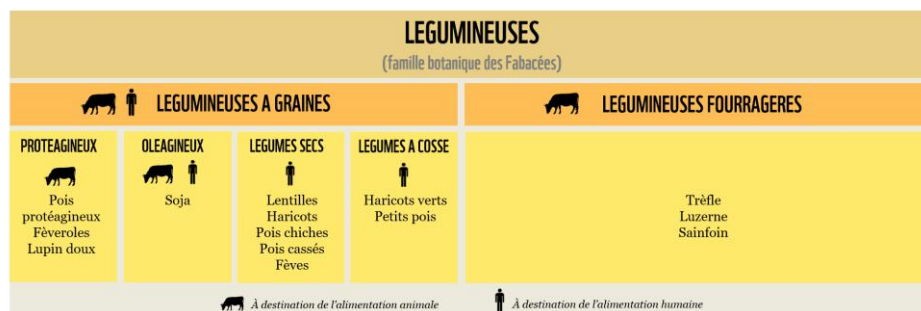 LEGUMINEUSES
(famille botanique des Fabacées)
LEGUMINEUSES A GRAINES
LEGUMINEUSES FOURRAGERES
PROTEAGINEUX
Pois
protéagineux
Fèveroles
Lupin doux
OLEAGINEUX
Soja
LEGUMES SECS
Lentilles
Haricots
Pois chiches
Pois cassés
Fèves
LEGUMES A COSSE
Haricots verts
Petits pois
Trèfle
Luzerne
Sainfoin
À destination de l'alimentation animale
À destination de l'alimentation humaine